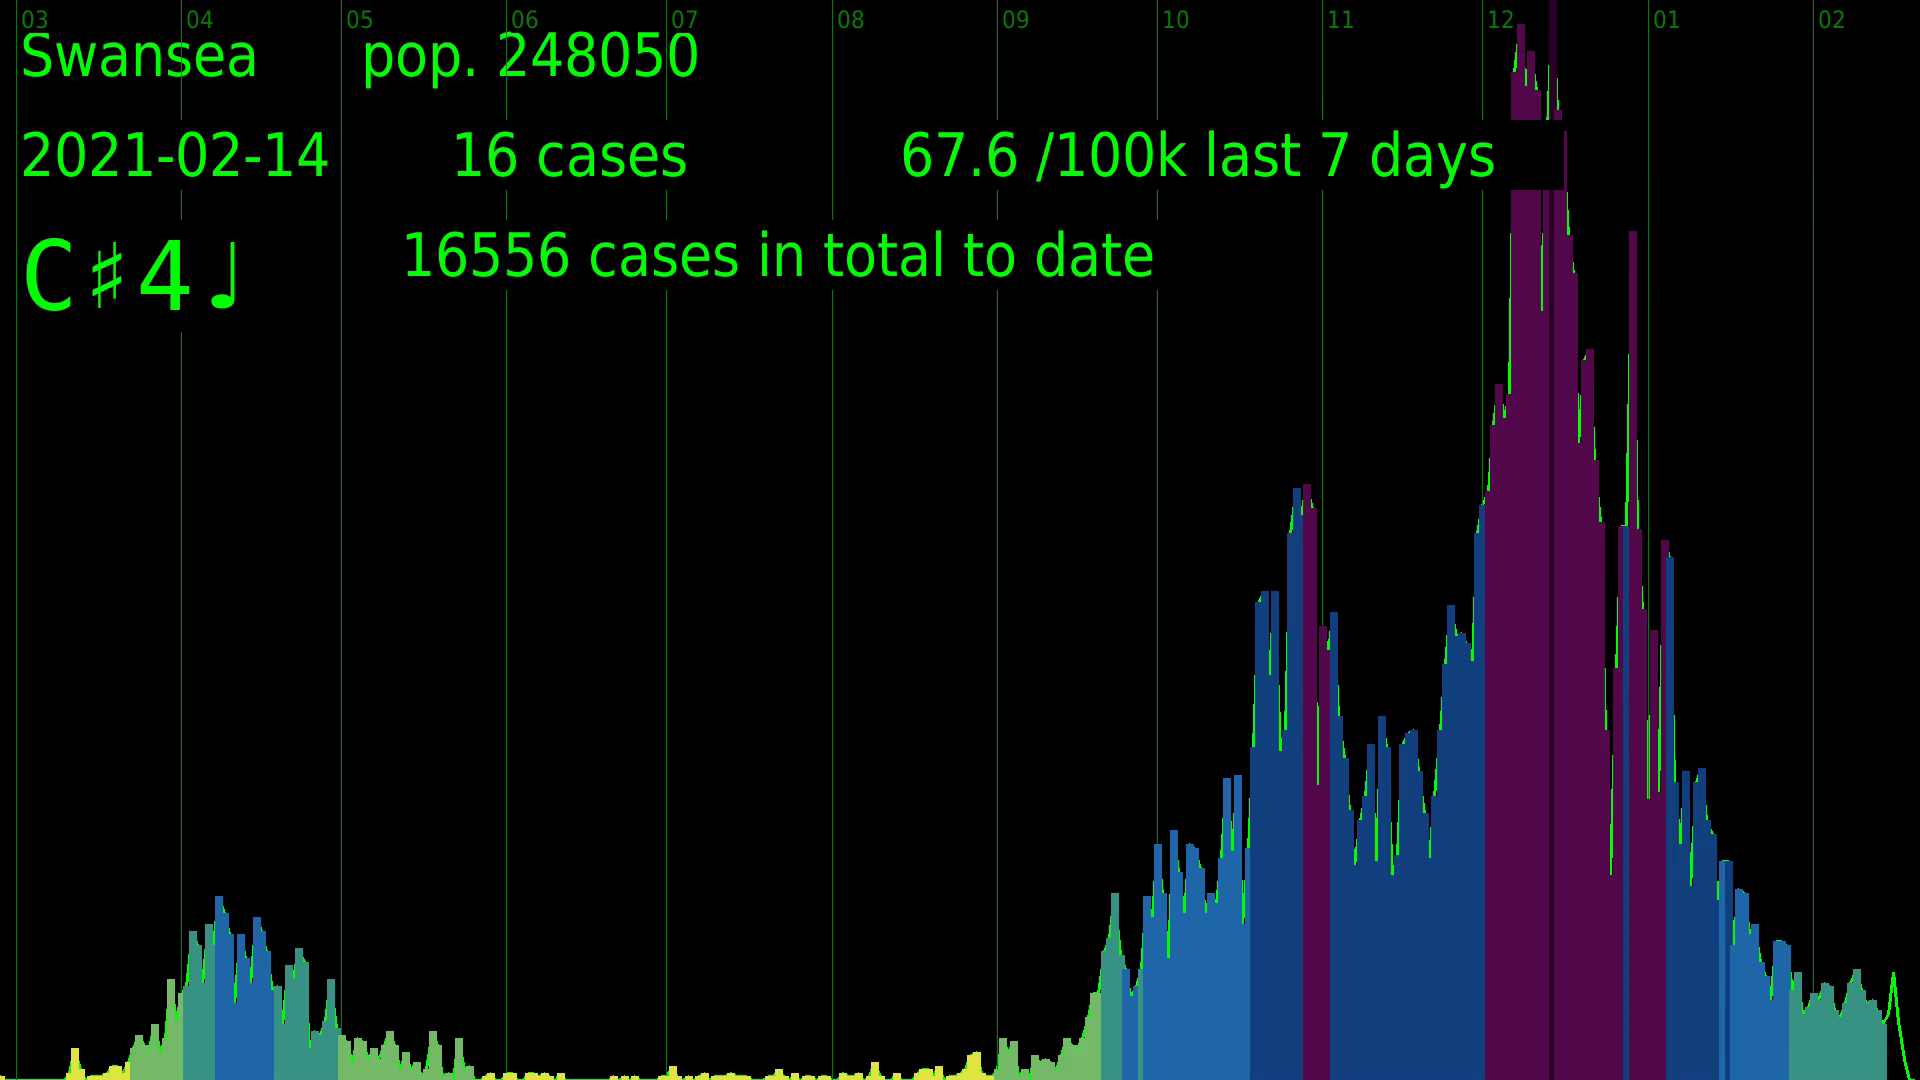 03 04 05 06 07 08 09 10 11 12 01 02
Swansea pop. 248050
2021-02-14 16 cases 67.6 /100k last 7 days
C♯4♩ 16556 cases in total to date